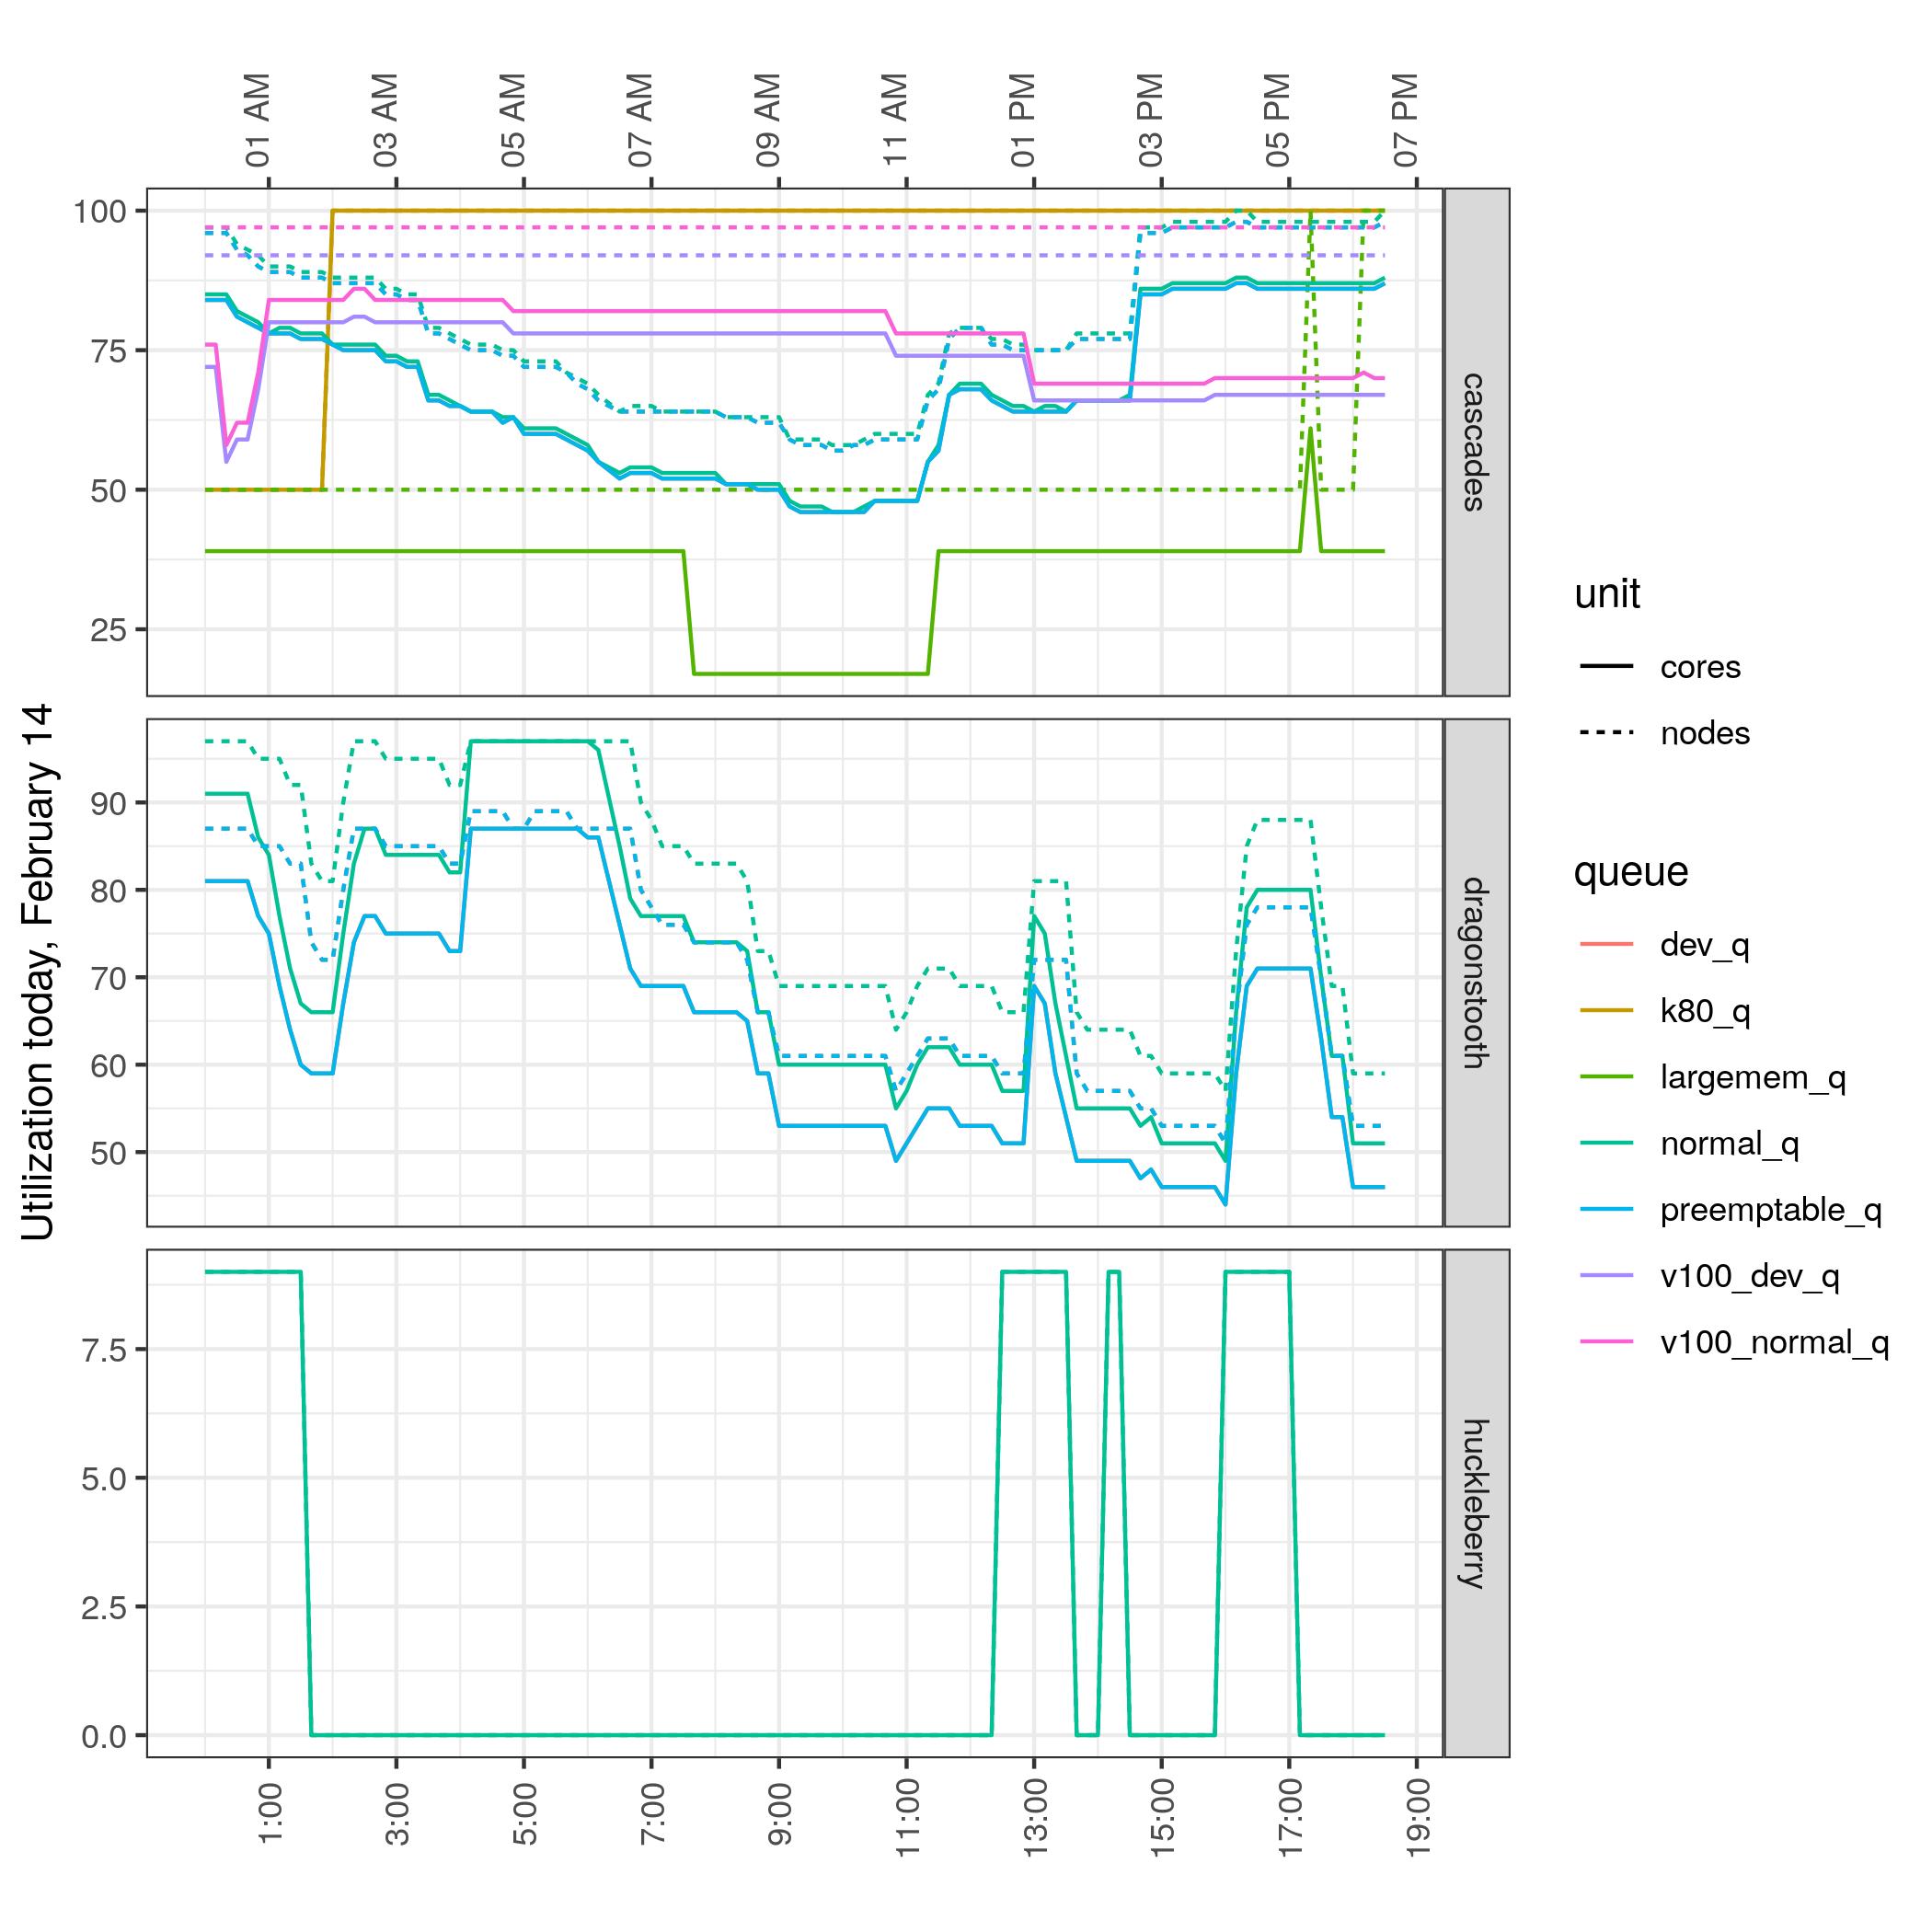 01 AM
03 AM
05 AM
07 AM
09 AM
11 AM
01 PM
03 PM
05 PM
07 PM
Utilization today, February 14
100
75
50
25
cascades
90
80
70
60
50
dragonstooth
7.5
5.0
2.5
0.0
huckleberry
1:00
3:00
5:00
7:00
9:00
11:00
13:00
15:00
17:00
19:00
unit
cores
nodes
queue
dev_q
k80_q
largemem_q
normal_q
preemptable_q
v100_dev_q
v100_normal_q